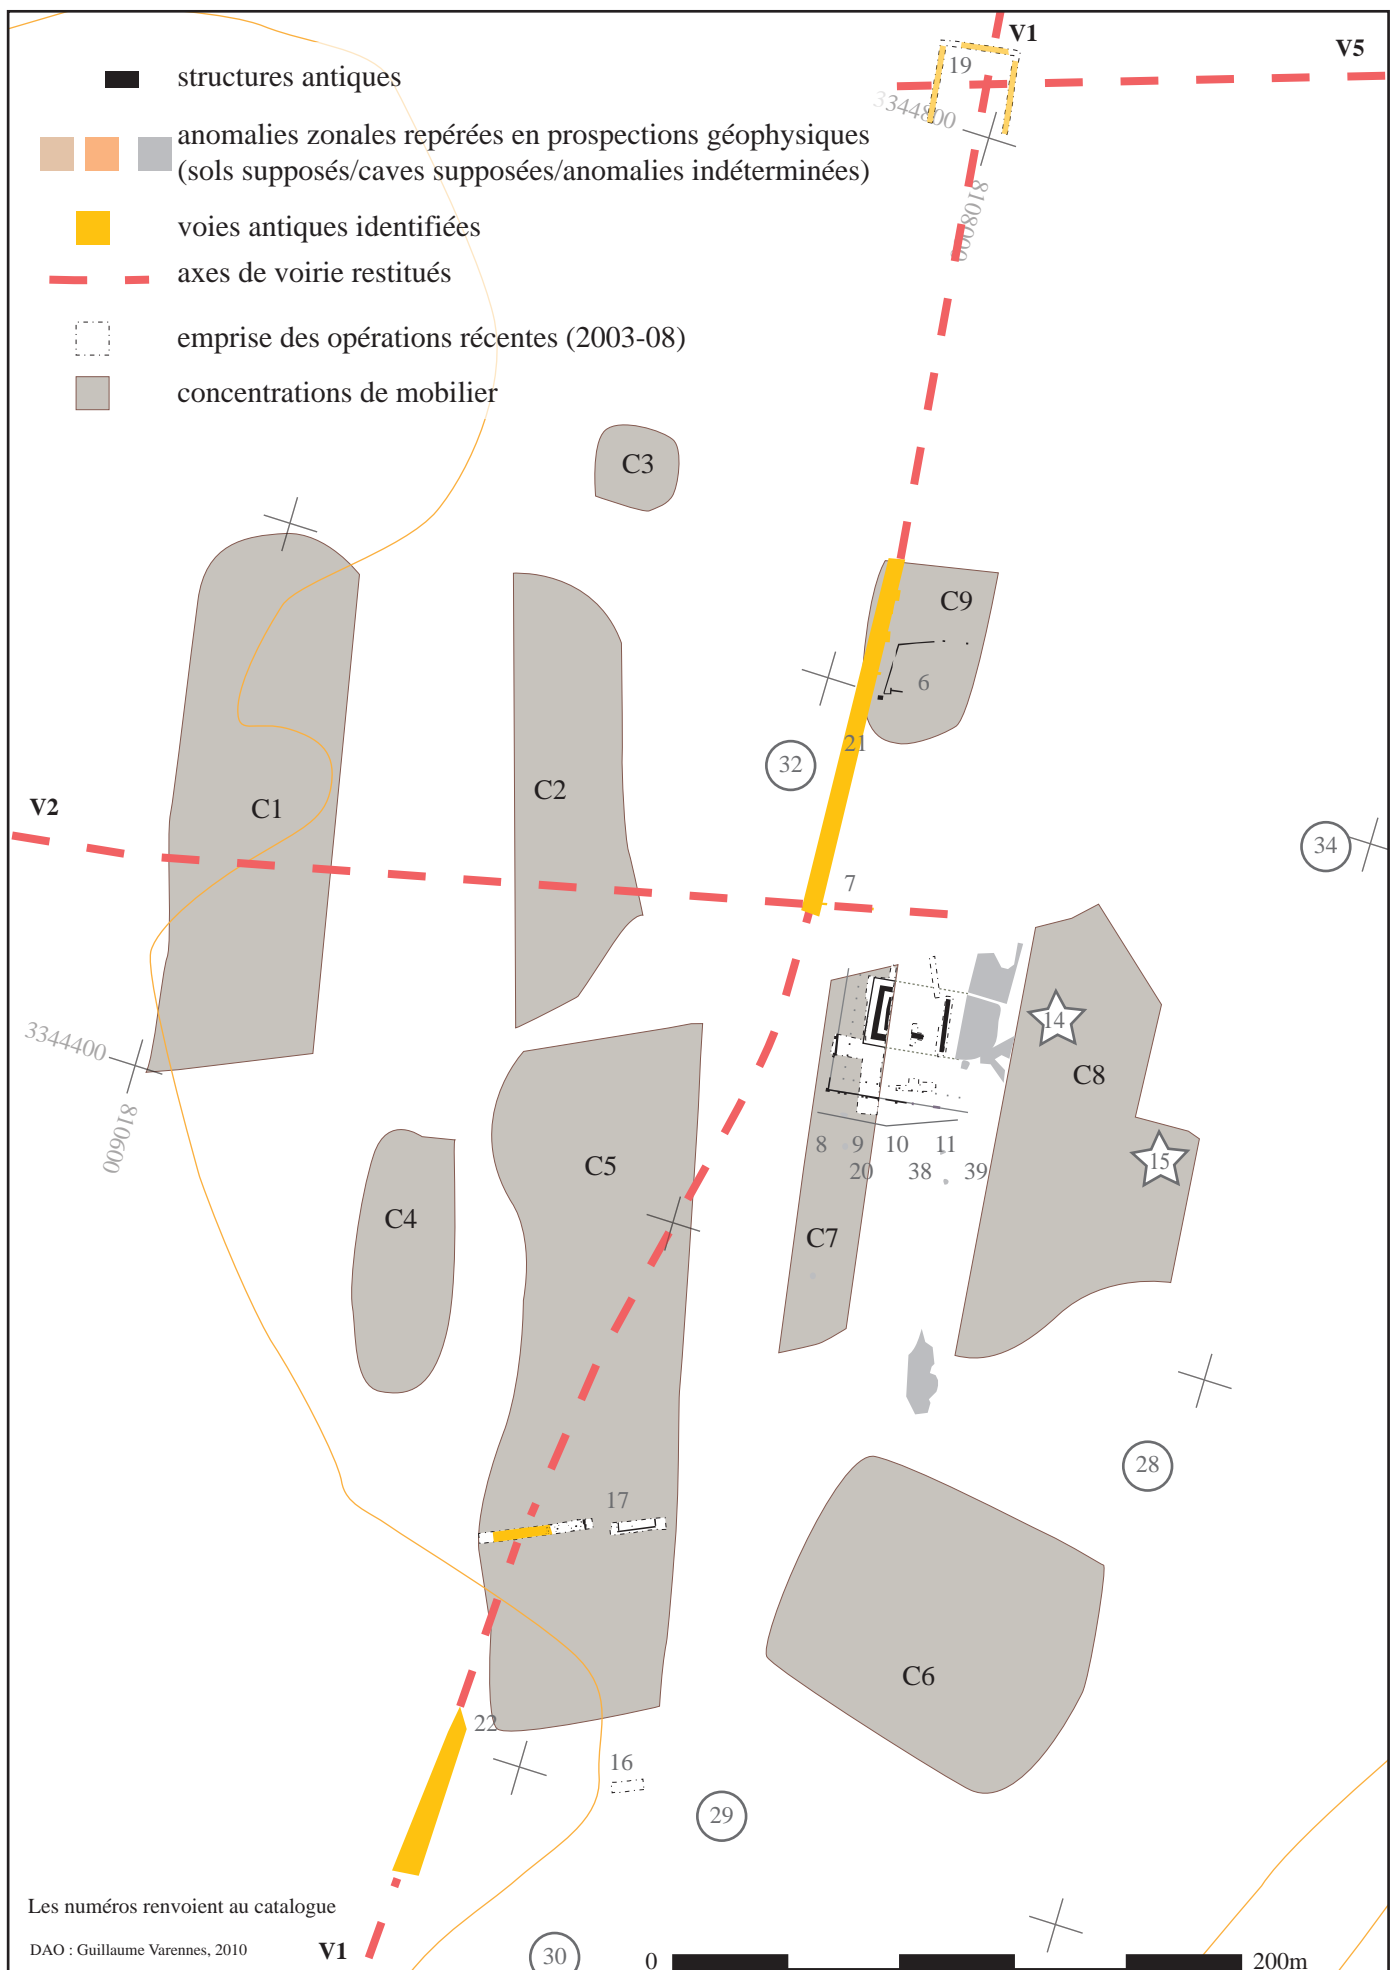 V1
V5
19
structures antiques
3344800
anomalies zonales repérées en prospections géophysiques
(sols supposés/caves supposées/anomalies indéterminées)
8108000
voies antiques identifiées
axes de voirie restitués
emprise des opérations récentes (2003-08)
concentrations de mobilier
C3
C9
6
21
32
C2
V2
C1
34
7
14
3344400
C8
810600
8 9 10 11
15
C5
20 38 39
C4
C7
28
17
C6
22
16
29
Les numéros renvoient au catalogue
DAO : Guillaume Varennes, 2010
V1
30
0
200m